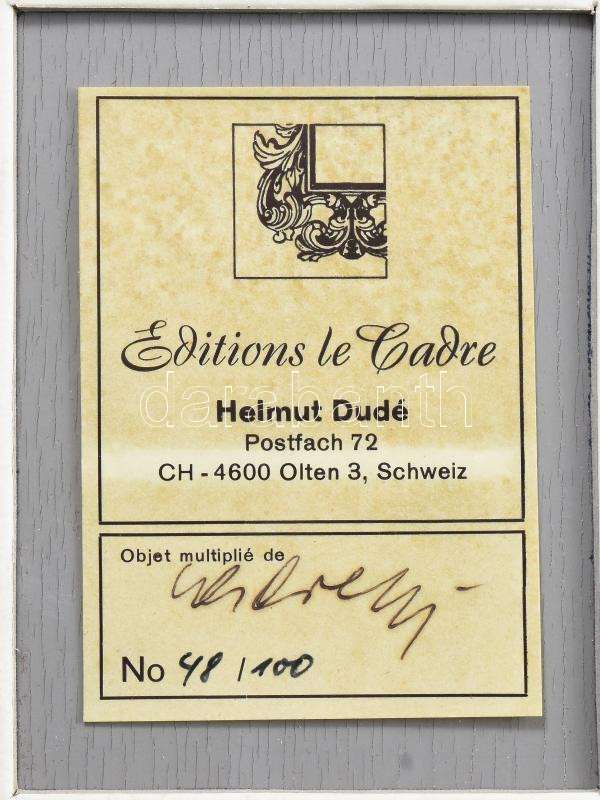 Editions le Cadre
darabanth
Helmut Dudé
Postfach 72
CH - 4600 Olten 3, Schweiz
Objet multiplié de
No 48 / 100